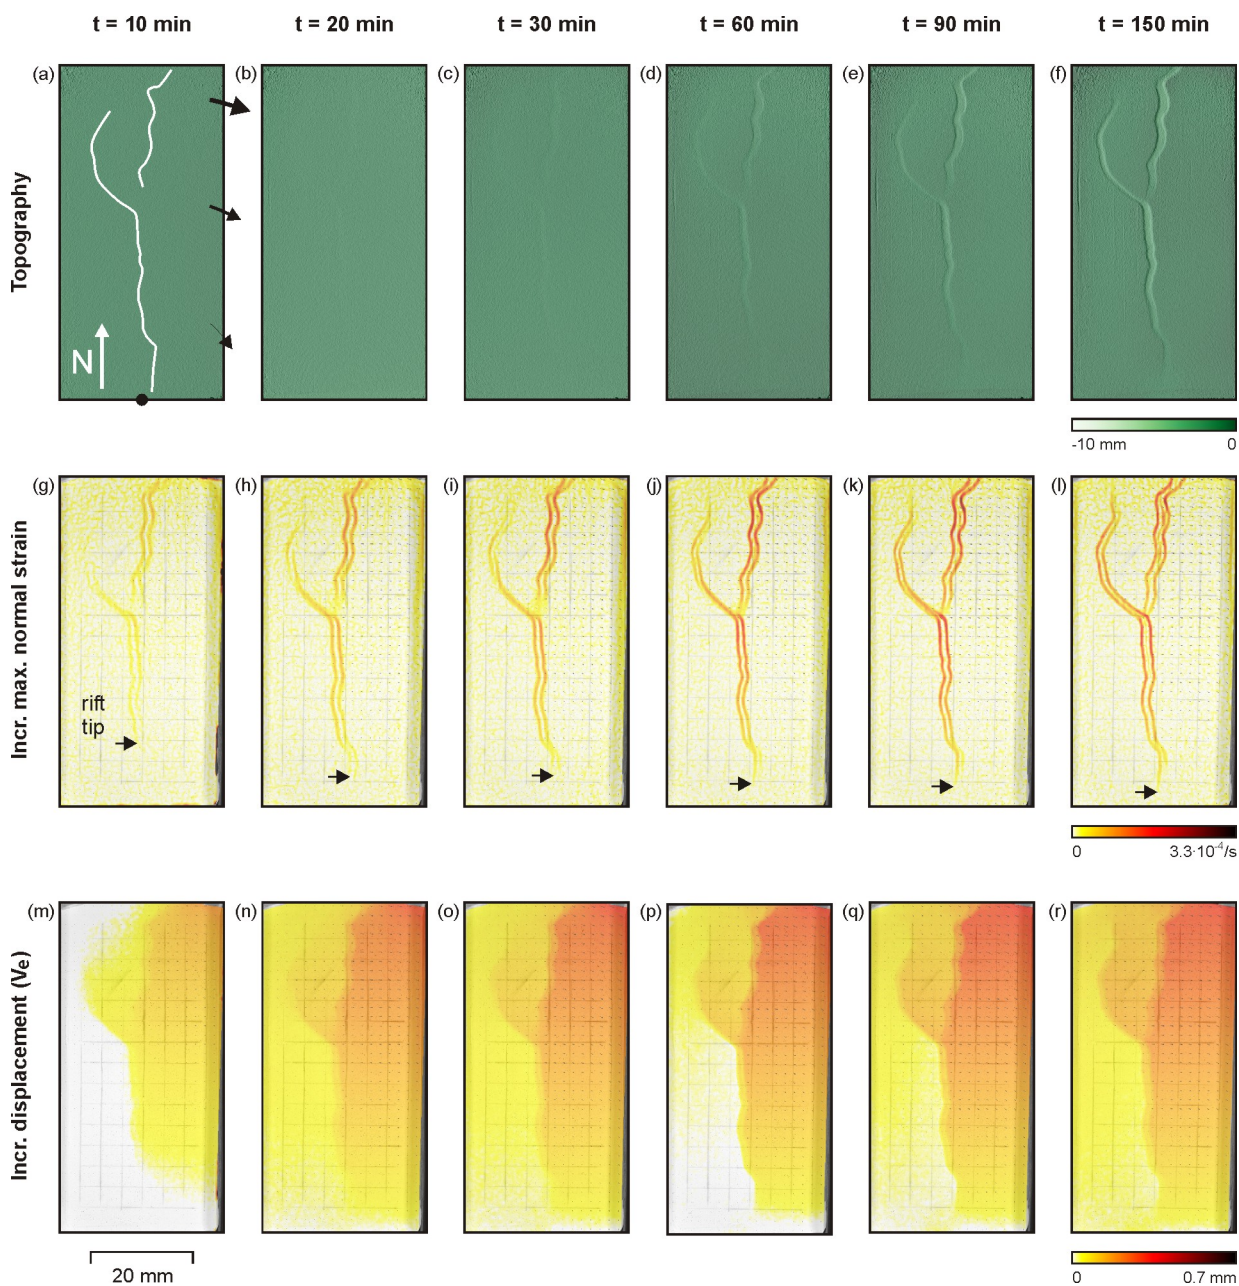 t = 10 min t = 20 min t = 30 min t = 60 min t = 90 min t = 150 min
Topography
(a) (b) (c) (d) (e) (f)
N
-10 mm 0
Incr. max. normal strain
(g) (h) (i) (j) (k) (l)
rift
tip
0 3.3·10⁻⁴/s
Incr. displacement (Vₑ)
(m) (n) (o) (p) (q) (r)
20 mm
0 0.7 mm